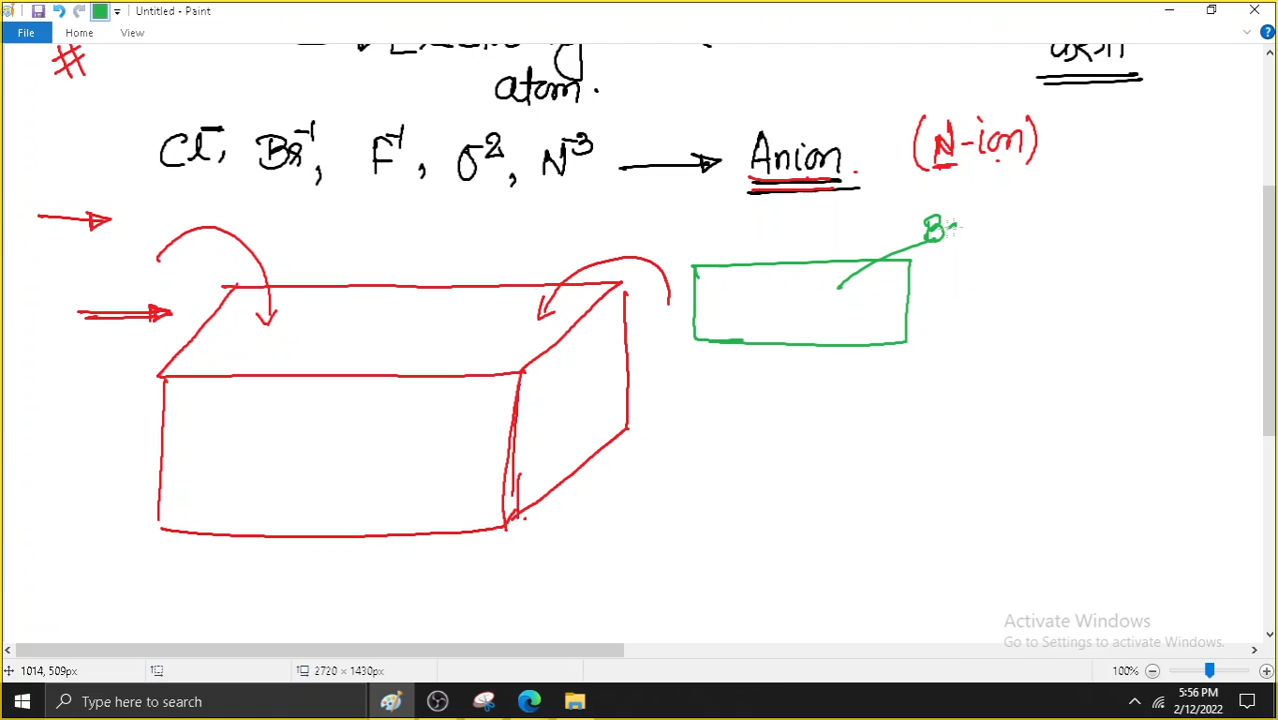 Untitled - Paint
File Home View
#
atom.
Cl⁻, Br⁻¹, F⁻¹, O⁻², N⁻³ → Anion. (N-ion)
B
Activate Windows
Go to Settings to activate Windows.
1014, 509px 2720 × 1430px 100%
Type here to search
5:56 PM
2/12/2022